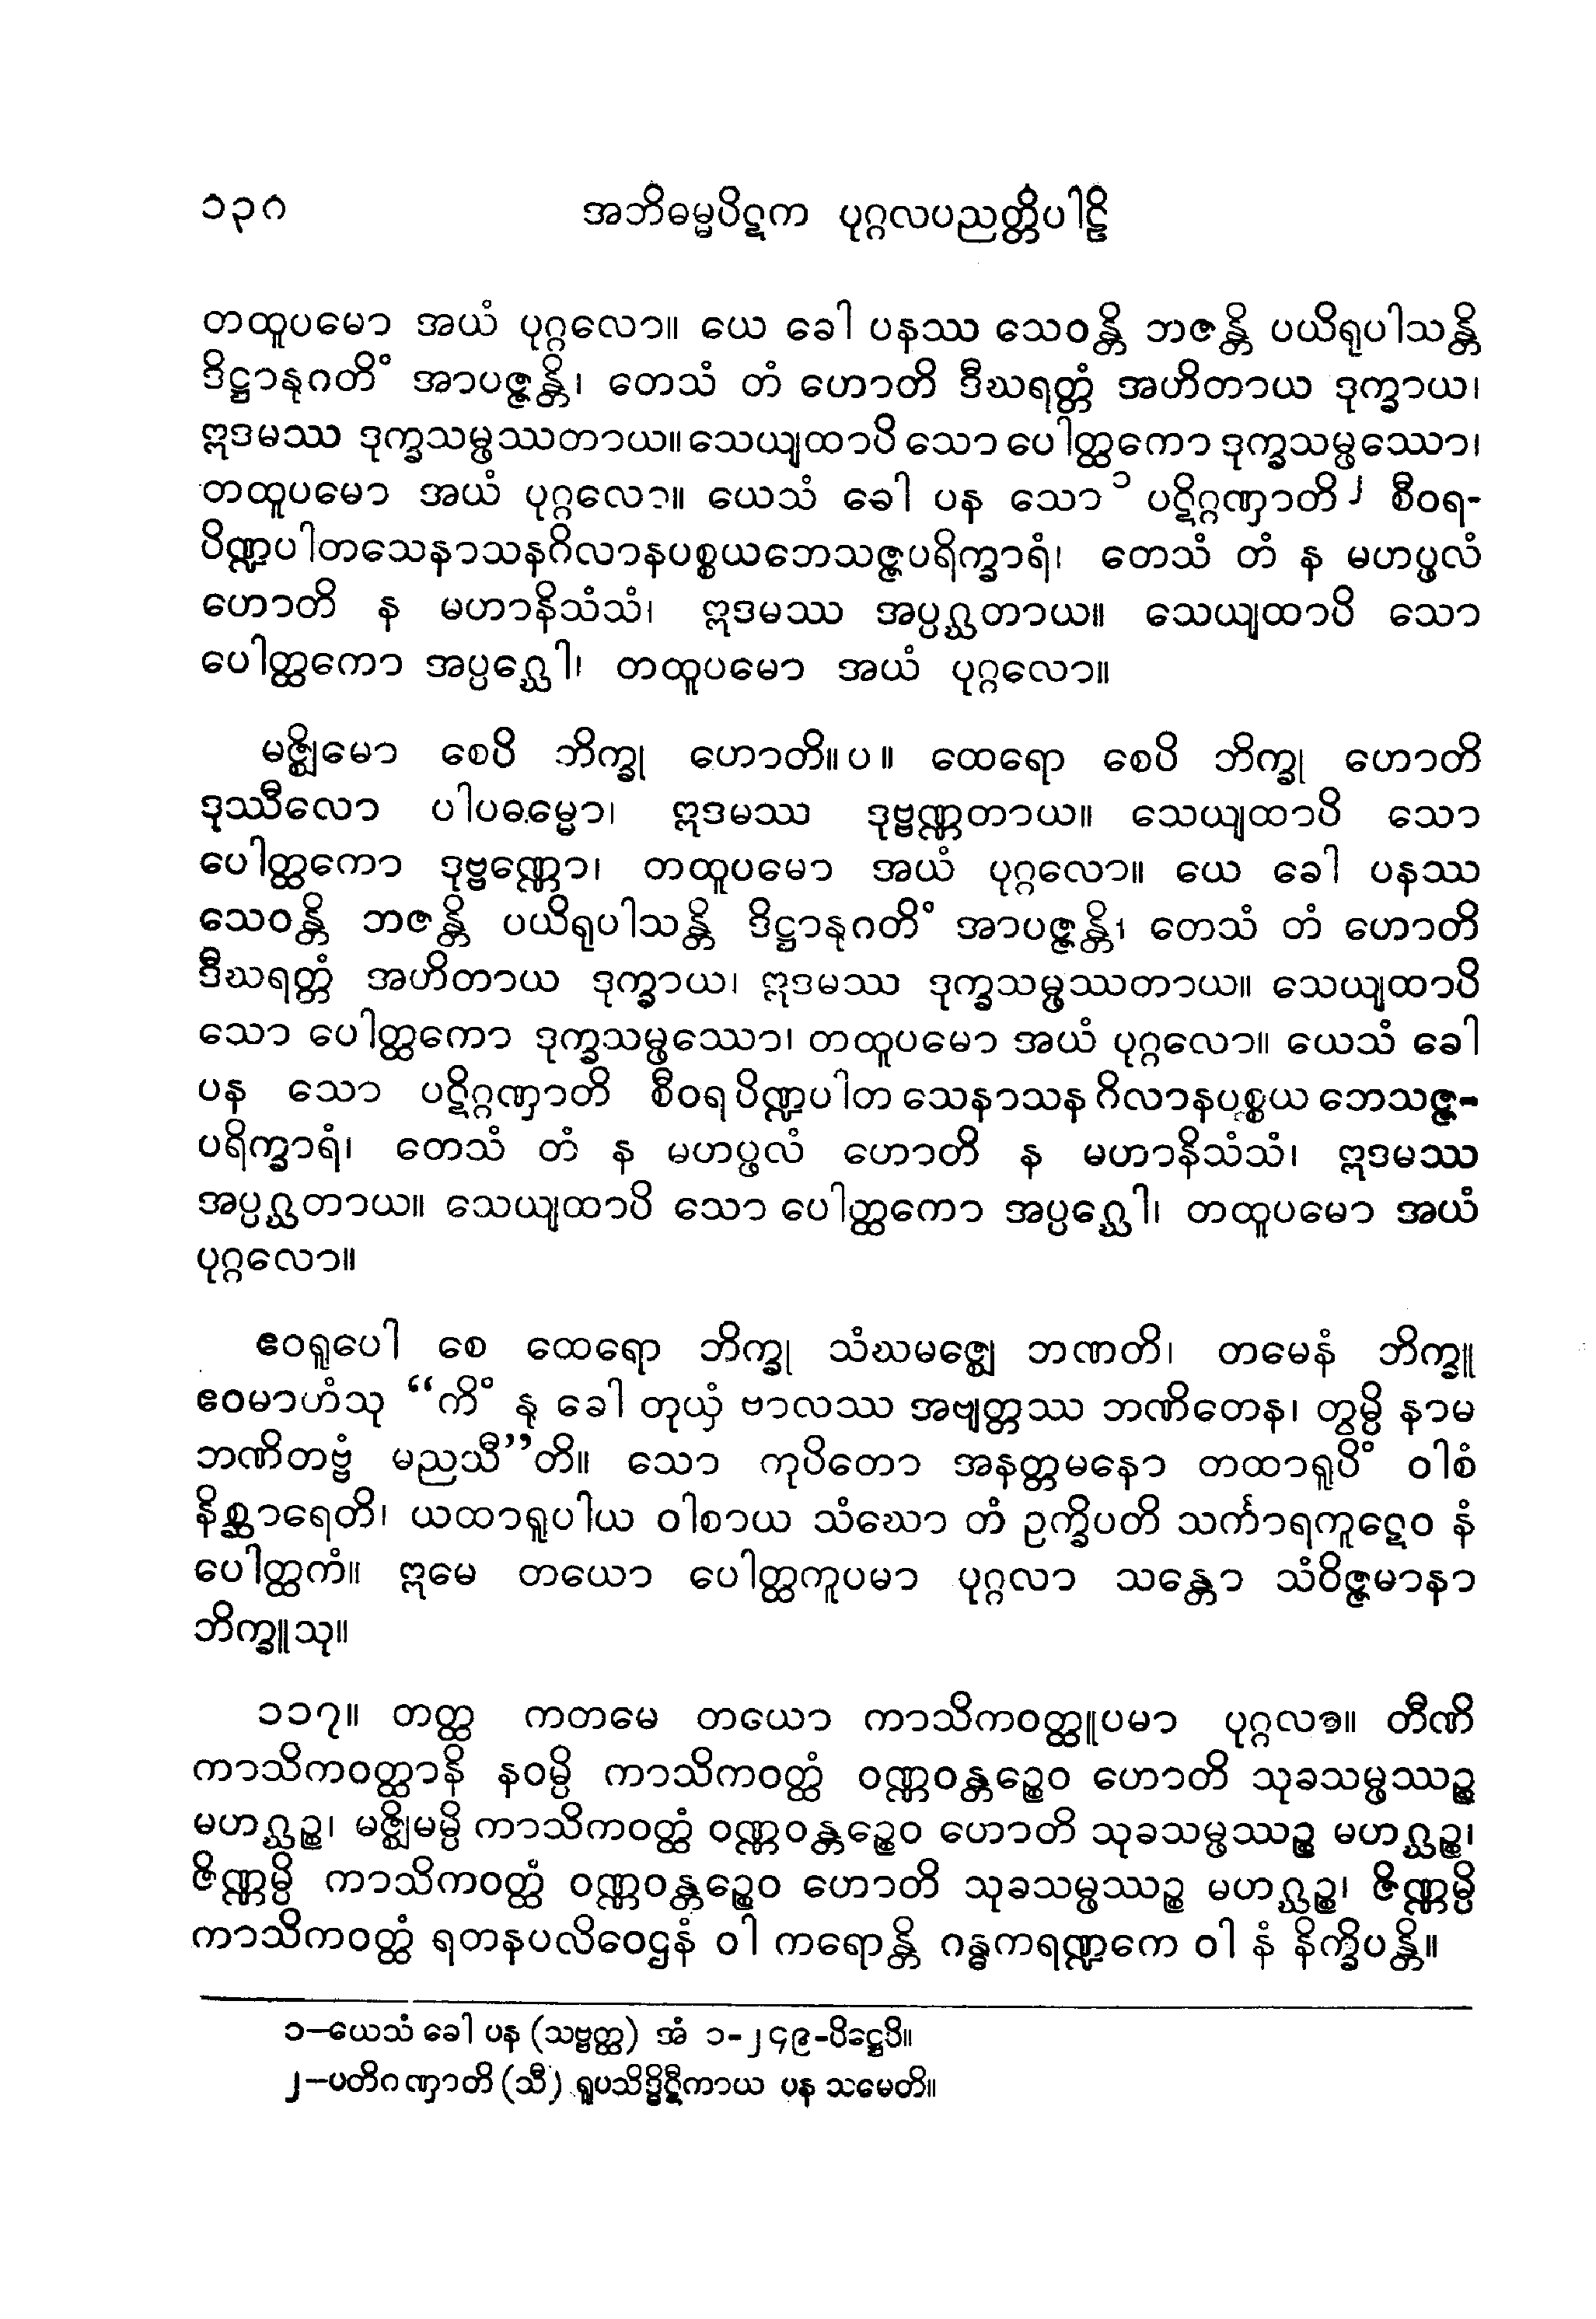 ၁၃၈ အဘိဓမ္မပိဋက ပုဂ္ဂလပညတ္တိပါဠိ
တထူပမော အယံ ပုဂ္ဂလော။ ယေ ခေါ ပနဿ သေဝန္တိ ဘဇန္တိ ပယိရုပါသန္တိ
ဒိဋ္ဌာနုဂတိံ အာပဇ္ဇန္တိ၊ တေသံ တံ ဟောတိ ဒီဃရတ္တံ အဟိတာယ ဒုက္ခာယ၊
ဣဒမဿ ဒုက္ခသမ္ဖဿတာယ။ သေယျထာပိ သော ပေါတ္ထကော ဒုက္ခသမ္ဖဿော၊
တထူပမော အယံ ပုဂ္ဂလော။ ယေသံ ခေါ ပန သော ၁ ပဋိဂ္ဂဏှာတိ ၂ စီဝရ-
ပိဏ္ဍပါတသေနာသနဂိလာနပစ္စယဘေသဇ္ဇပရိက္ခာရံ၊ တေသံ တံ န မဟပ္ဖလံ
ဟောတိ န မဟာနိသံသံ၊ ဣဒမဿ အပ္ပဂ္ဃတာယ။ သေယျထာပိ သော
ပေါတ္ထကော အပ္ပဂ္ဃေါ၊ တထူပမော အယံ ပုဂ္ဂလော။
မဇ္ဈိမော စေပိ ဘိက္ခု ဟောတိ။ပ။ ထေရော စေပိ ဘိက္ခု ဟောတိ
ဒုဿီလော ပါပဓမ္မော၊ ဣဒမဿ ဒုဗ္ဗဏ္ဏတာယ။ သေယျထာပိ သော
ပေါတ္ထကော ဒုဗ္ဗဏ္ဏော၊ တထူပမော အယံ ပုဂ္ဂလော။ ယေ ခေါ ပနဿ
သေဝန္တိ ဘဇန္တိ ပယိရုပါသန္တိ ဒိဋ္ဌာနုဂတိံ အာပဇ္ဇန္တိ၊ တေသံ တံ ဟောတိ
ဒီဃရတ္တံ အဟိတာယ ဒုက္ခာယ၊ ဣဒမဿ ဒုက္ခသမ္ဖဿတာယ။ သေယျထာပိ
သော ပေါတ္ထကော ဒုက္ခသမ္ဖဿော၊ တထူပမော အယံ ပုဂ္ဂလော။ ယေသံ ခေါ
ပန သော ပဋိဂ္ဂဏှာတိ စီဝရ ပိဏ္ဍပါတ သေနာသန ဂိလာနပစ္စယ ဘေသဇ္ဇ-
ပရိက္ခာရံ၊ တေသံ တံ န မဟပ္ဖလံ ဟောတိ န မဟာနိသံသံ၊ ဣဒမဿ
အပ္ပဂ္ဃတာယ။ သေယျထာပိ သော ပေါတ္ထကော အပ္ပဂ္ဃေါ၊ တထူပမော အယံ
ပုဂ္ဂလော။
ဧဝရူပေါ စေ ထေရော ဘိက္ခု သံဃမဇ္ဈေ ဘဏတိ၊ တမေနံ ဘိက္ခူ
ဧဝမာဟံသု “ကိံ နု ခေါ တုယှံ ဗာလဿ အဗျတ္တဿ ဘဏိတေန၊ တွမ္ပိ နာမ
ဘဏိတဗ္ဗံ မညသီ”တိ။ သော ကုပိတော အနတ္တမနော တထာရူပိံ ဝါစံ
နိစ္ဆာရေတိ၊ ယထာရူပါယ ဝါစာယ သံဃော တံ ဥက္ခိပတိ သင်္ကာရကူဋေဝ နံ
ပေါတ္ထကံ။ ဣမေ တယော ပေါတ္ထကူပမာ ပုဂ္ဂလာ သန္တော သံဝိဇ္ဇမာနာ
ဘိက္ခူသု။
၁၁၇။ တတ္ထ ကတမေ တယော ကာသိကဝတ္ထူပမာ ပုဂ္ဂလာ။ တီဏိ
ကာသိကဝတ္ထာနိ နဝမ္ပိ ကာသိကဝတ္ထံ ဝဏ္ဏဝန္တဉ္စေဝ ဟောတိ သုခသမ္ဖဿဉ္စ
မဟဂ္ဃဉ္စ၊ မဇ္ဈိမမ္ပိ ကာသိကဝတ္ထံ ဝဏ္ဏဝန္တဉ္စေဝ ဟောတိ သုခသမ္ဖဿဉ္စ မဟဂ္ဃဉ္စ၊
ဇိဏ္ဏမ္ပိ ကာသိကဝတ္ထံ ဝဏ္ဏဝန္တဉ္စေဝ ဟောတိ သုခသမ္ဖဿဉ္စ မဟဂ္ဃဉ္စ၊ ဇိဏ္ဏမ္ပိ
ကာသိကဝတ္ထံ ရတနပလိဝေဌနံ ဝါ ကရောန္တိ ဂန္ဓကရဏ္ဍကေ ဝါ နံ နိက္ခိပန္တိ။
၁–ယေသံ ခေါ ပန (သဗ္ဗတ္ထ) အံ ၁-၂၄၉-ပိဋ္ဌေပိ။
၂–ပတိဂဏှာတိ (သီ) ရူပသိဒ္ဓိဋီကာယ ပန သမေတိ။